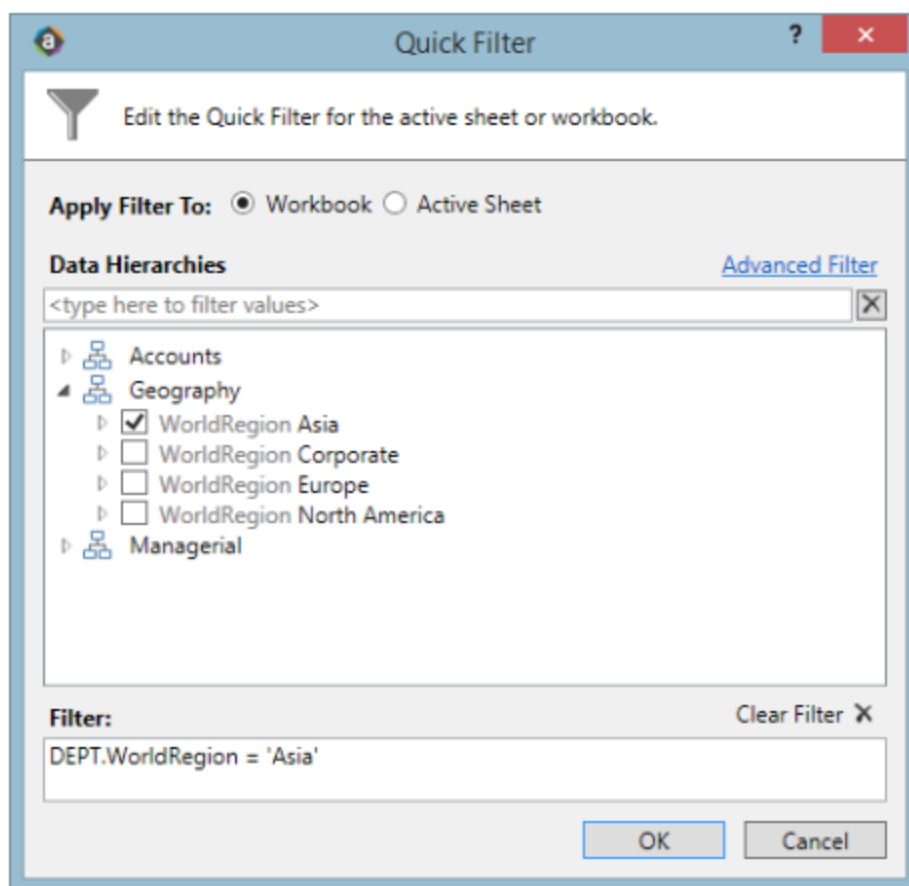 a
Quick Filter
?
×
Edit the Quick Filter for the active sheet or workbook.
Apply Filter To: Workbook Active Sheet
Data Hierarchies
Advanced Filter
<type here to filter values>
Accounts
Geography
WorldRegion Asia
WorldRegion Corporate
WorldRegion Europe
WorldRegion North America
Managerial
Filter:
Clear Filter
DEPT.WorldRegion = 'Asia'
OK
Cancel